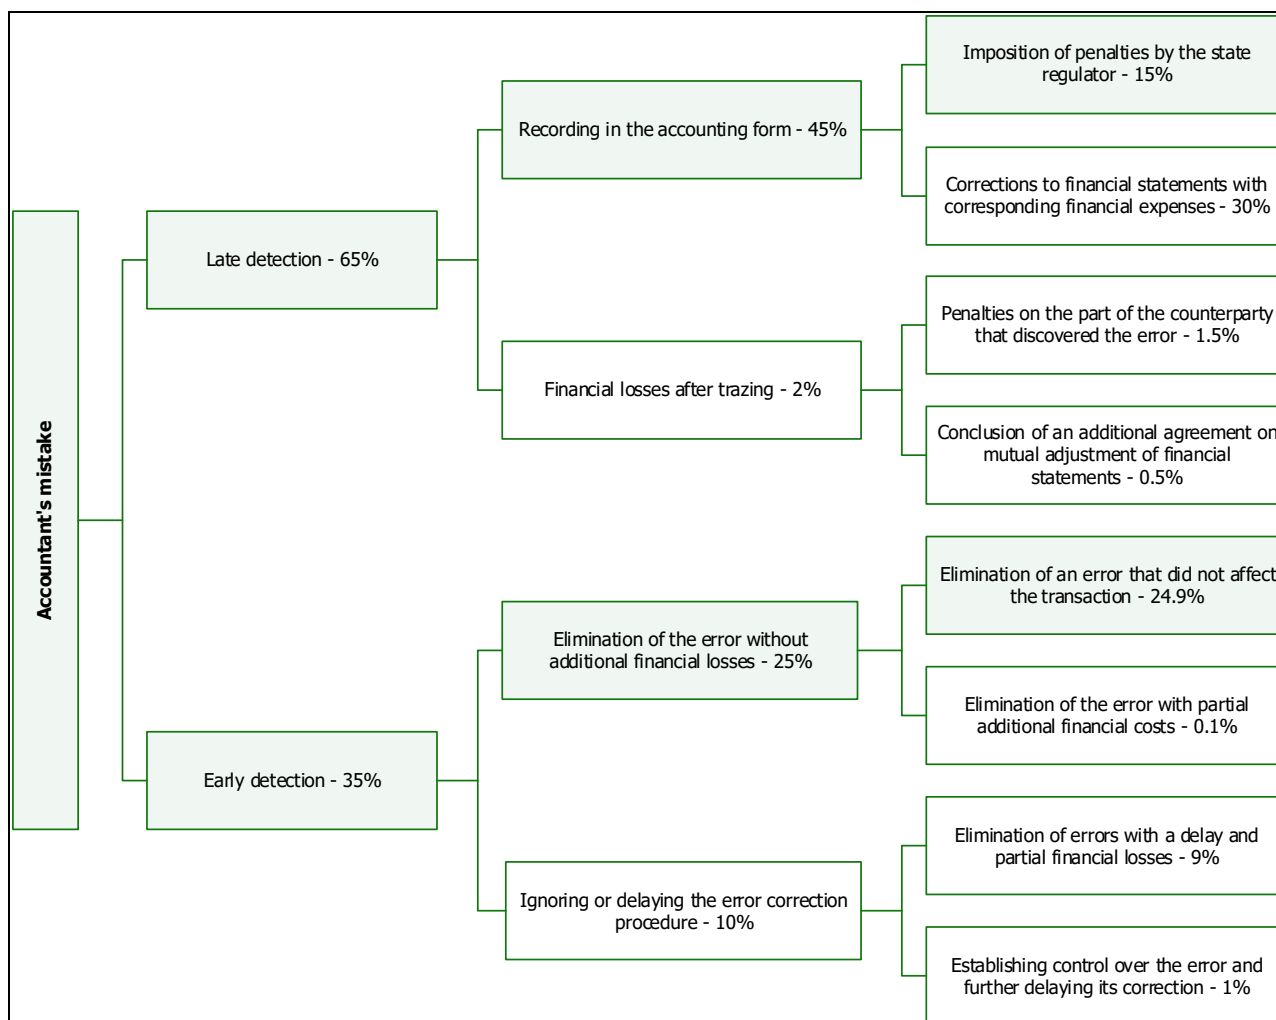 Accountant's mistake
Late detection - 65%
Recording in the accounting form - 45%
Imposition of penalties by the state
regulator - 15%
Corrections to financial statements with
corresponding financial expenses - 30%
Financial losses after trazing - 2%
Penalties on the part of the counterparty
that discovered the error - 1.5%
Conclusion of an additional agreement on
mutual adjustment of financial
statements - 0.5%
Early detection - 35%
Elimination of the error without
additional financial losses - 25%
Elimination of an error that did not affect
the transaction - 24.9%
Elimination of the error with partial
additional financial costs - 0.1%
Ignoring or delaying the error correction
procedure - 10%
Elimination of errors with a delay and
partial financial losses - 9%
Establishing control over the error and
further delaying its correction - 1%